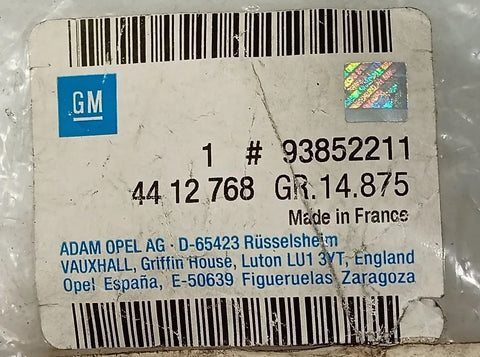 GM
1 # 93852211
44 12 768 GR.14.875
Made in France
ADAM OPEL AG · D-65423 Rüsselsheim
VAUXHALL, Griffin House, Luton LU1 3YT, England
Opel España, E-50639 Figueruelas Zaragoza